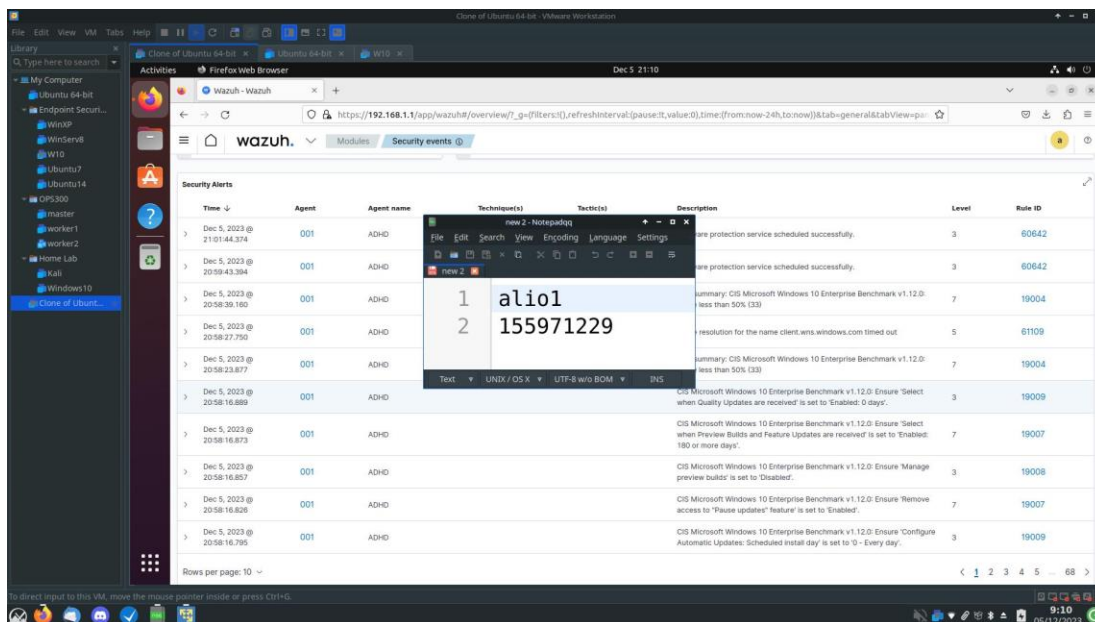 Clone of Ubuntu 64-bit - VMware Workstation
File Edit View VM Tabs Help
Library
Type here to search
My Computer
Ubuntu 64-bit
Endpoint Securi...
WinXP
WinServ8
W10
Ubuntu7
Ubuntu14
OPS300
master
worker1
worker2
Home Lab
Kali
Windows10
Clone of Ubunt...
Clone of Ubuntu 64-bit × Ubuntu 64-bit × W10 ×
Activities Firefox Web Browser Dec 5 21:10
Wazuh - Wazuh × +
https://192.168.1.1/app/wazuh#/overview/?_g=(filters:!(),refreshInterval:(pause:!t,value:0),time:(from:now-24h,to:now))&tab=general&tabView=pan
wazuh. Modules Security events a
Security Alerts
Time ↓ Agent Agent name Technique(s) Tactic(s) Description Level Rule ID
Dec 5, 2023 @ 21:01:44.374 001 ADHD are protection service scheduled successfully. 3 60642
Dec 5, 2023 @ 20:59:43.394 001 ADHD are protection service scheduled successfully. 3 60642
Dec 5, 2023 @ 20:58:39.160 001 ADHD summary: CIS Microsoft Windows 10 Enterprise Benchmark v1.12.0: less than 50% (33) 7 19004
Dec 5, 2023 @ 20:58:27.750 001 ADHD resolution for the name client.wns.windows.com timed out 5 61109
Dec 5, 2023 @ 20:58:23.877 001 ADHD summary: CIS Microsoft Windows 10 Enterprise Benchmark v1.12.0: less than 50% (33) 7 19004
Dec 5, 2023 @ 20:58:16.889 001 ADHD CIS Microsoft Windows 10 Enterprise Benchmark v1.12.0: Ensure 'Select when Quality Updates are received' is set to 'Enabled: 0 days'. 3 19009
Dec 5, 2023 @ 20:58:16.873 001 ADHD CIS Microsoft Windows 10 Enterprise Benchmark v1.12.0: Ensure 'Select when Preview Builds and Feature Updates are received' is set to 'Enabled: 180 or more days'. 7 19007
Dec 5, 2023 @ 20:58:16.857 001 ADHD CIS Microsoft Windows 10 Enterprise Benchmark v1.12.0: Ensure 'Manage preview builds' is set to 'Disabled'. 3 19008
Dec 5, 2023 @ 20:58:16.826 001 ADHD CIS Microsoft Windows 10 Enterprise Benchmark v1.12.0: Ensure 'Remove access to "Pause updates" feature' is set to 'Enabled'. 7 19007
Dec 5, 2023 @ 20:58:16.795 001 ADHD CIS Microsoft Windows 10 Enterprise Benchmark v1.12.0: Ensure 'Configure Automatic Updates: Scheduled install day' is set to '0 - Every day'. 3 19009
Rows per page: 10 < 1 2 3 4 5 ... 68 >
new 2 - Notepadqq
File Edit Search View Encoding Language Settings
new 2
1 alio1
2 155971229
Text UNIX / OS X UTF-8 w/o BOM INS
To direct input to this VM, move the mouse pointer inside or press Ctrl+G.
9:10
05/12/2023